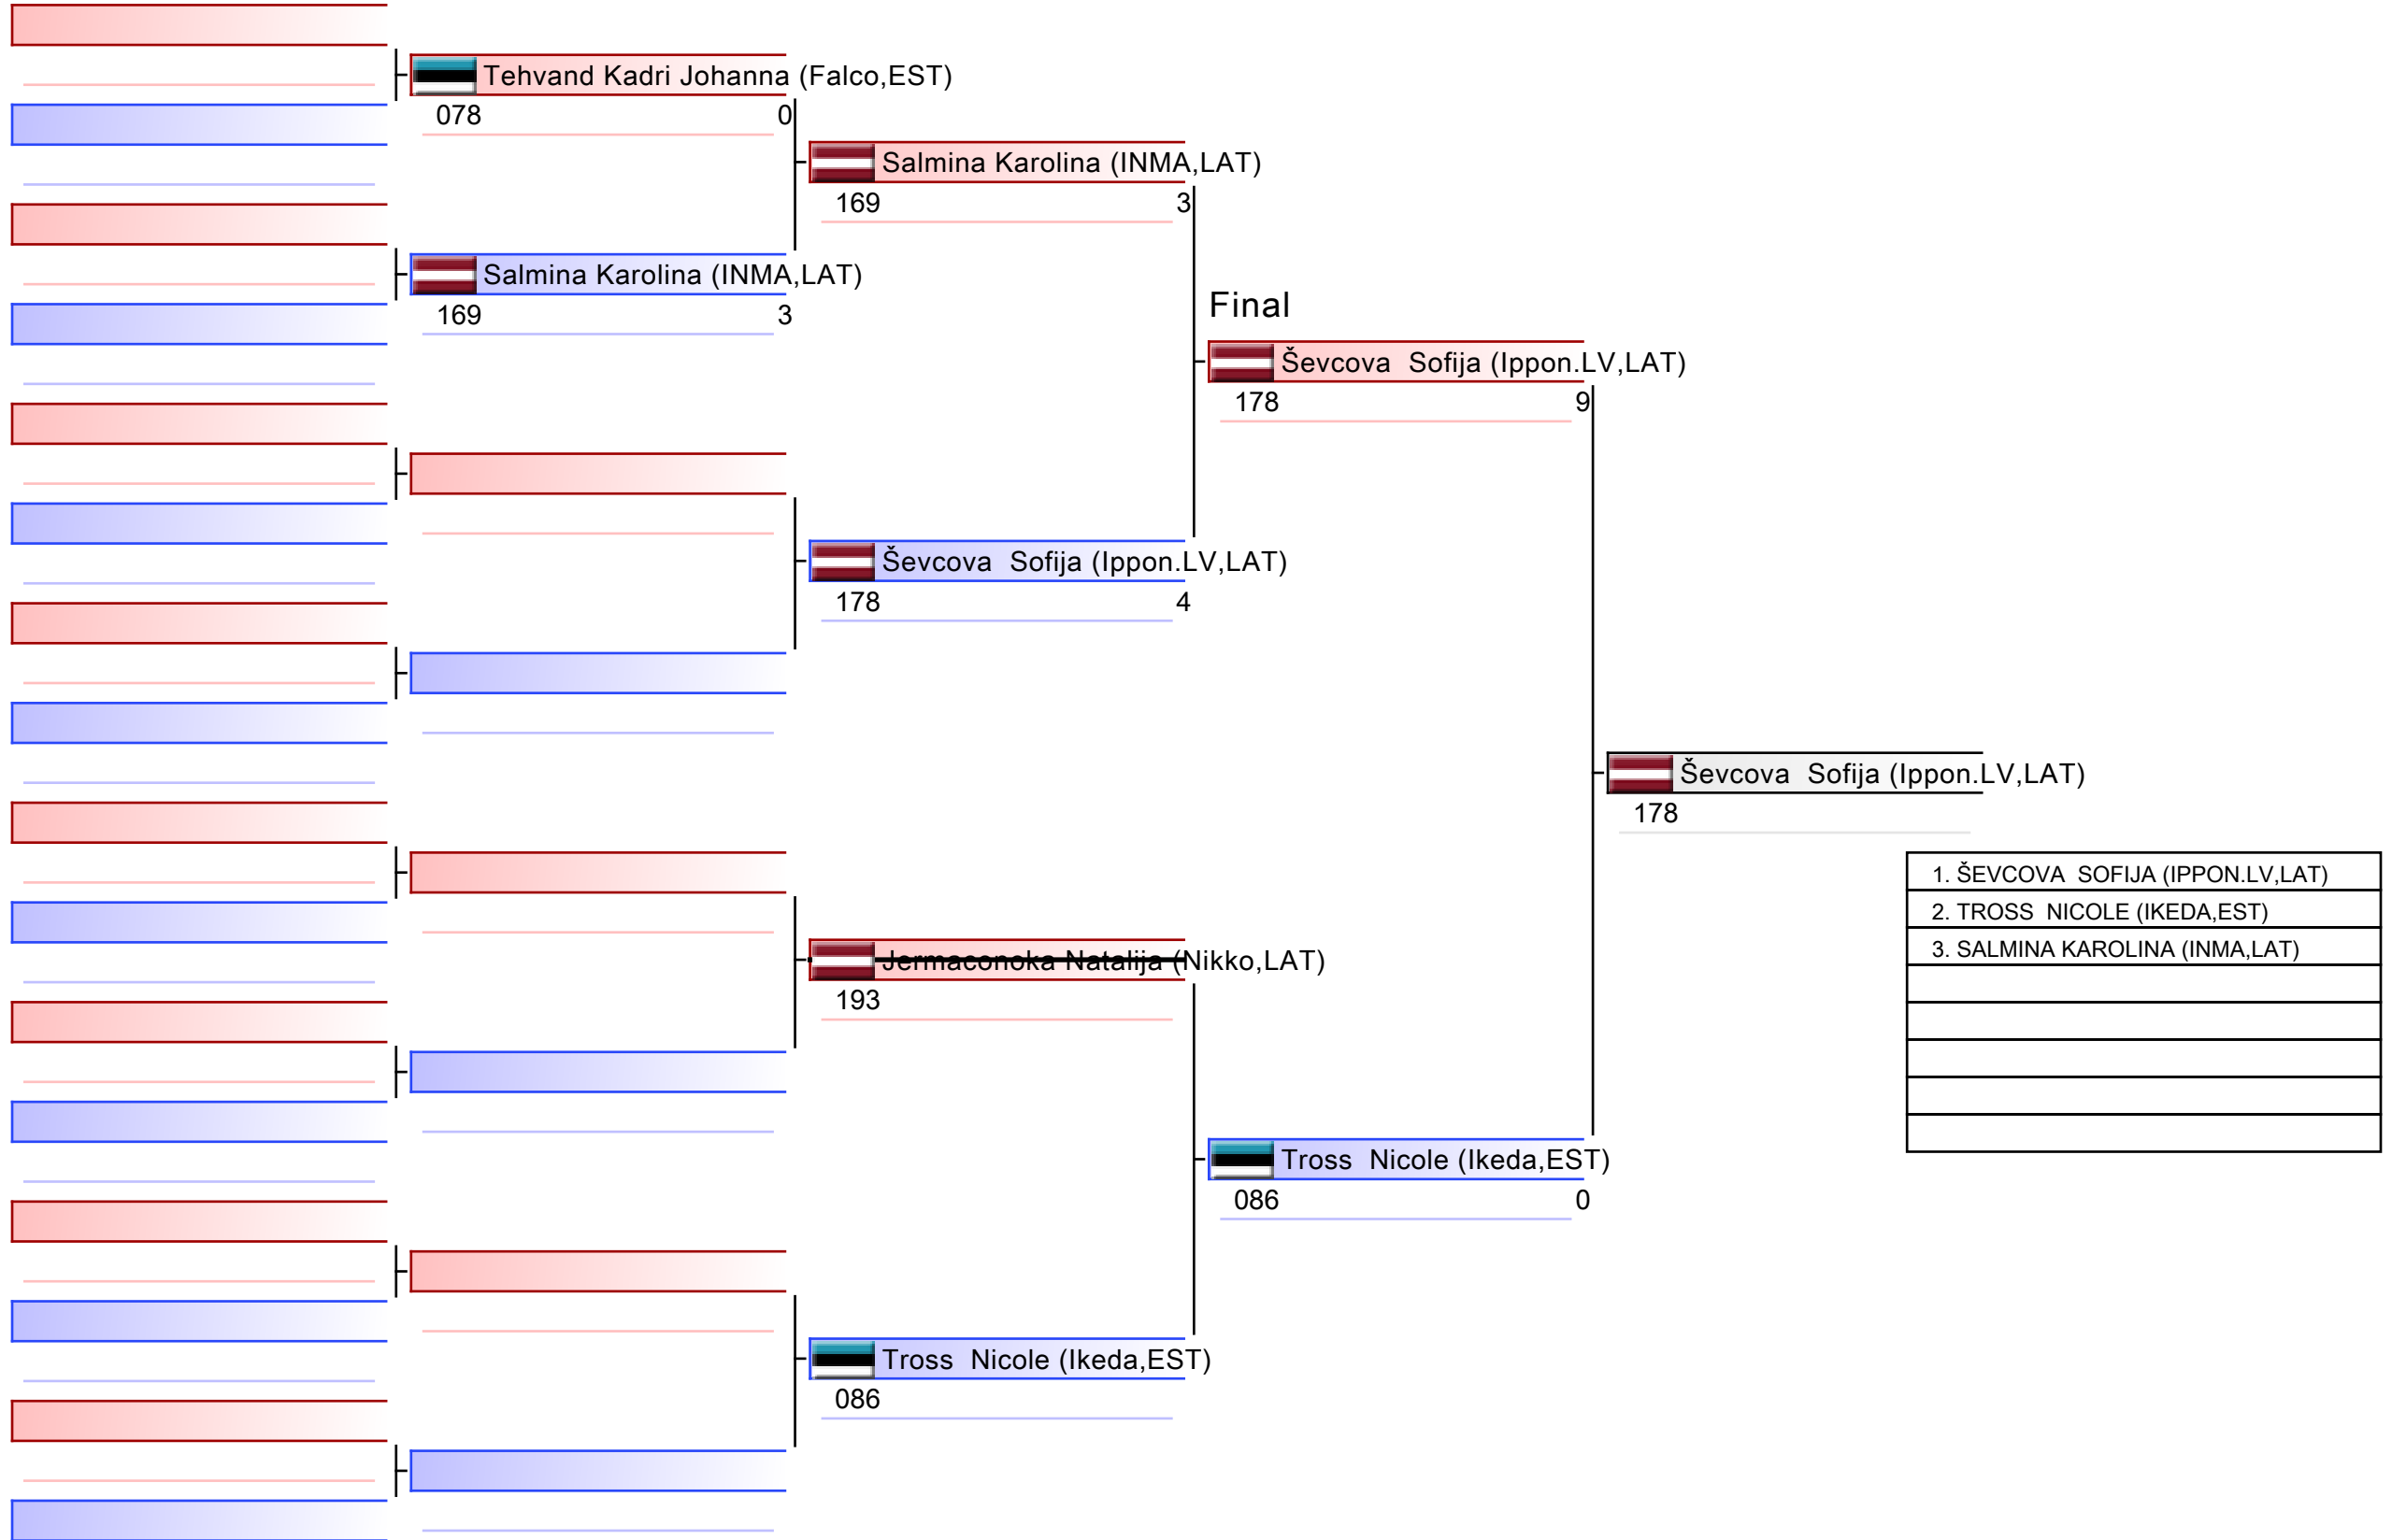 Tehvand Kadri Johanna (Falco,EST)
078 0
Salmina Karolina (INMA,LAT)
169 3
Salmina Karolina (INMA,LAT)
169 3
Final
Ševcova  Sofija (Ippon.LV,LAT)
178 9
Ševcova  Sofija (Ippon.LV,LAT)
178 4
Ševcova  Sofija (Ippon.LV,LAT)
178
1. ŠEVCOVA  SOFIJA (IPPON.LV,LAT)
2. TROSS  NICOLE (IKEDA,EST)
3. SALMINA KAROLINA (INMA,LAT)
Jermaconoka Natalija (Nikko,LAT)
193
Tross  Nicole (Ikeda,EST)
086 0
Tross  Nicole (Ikeda,EST)
086